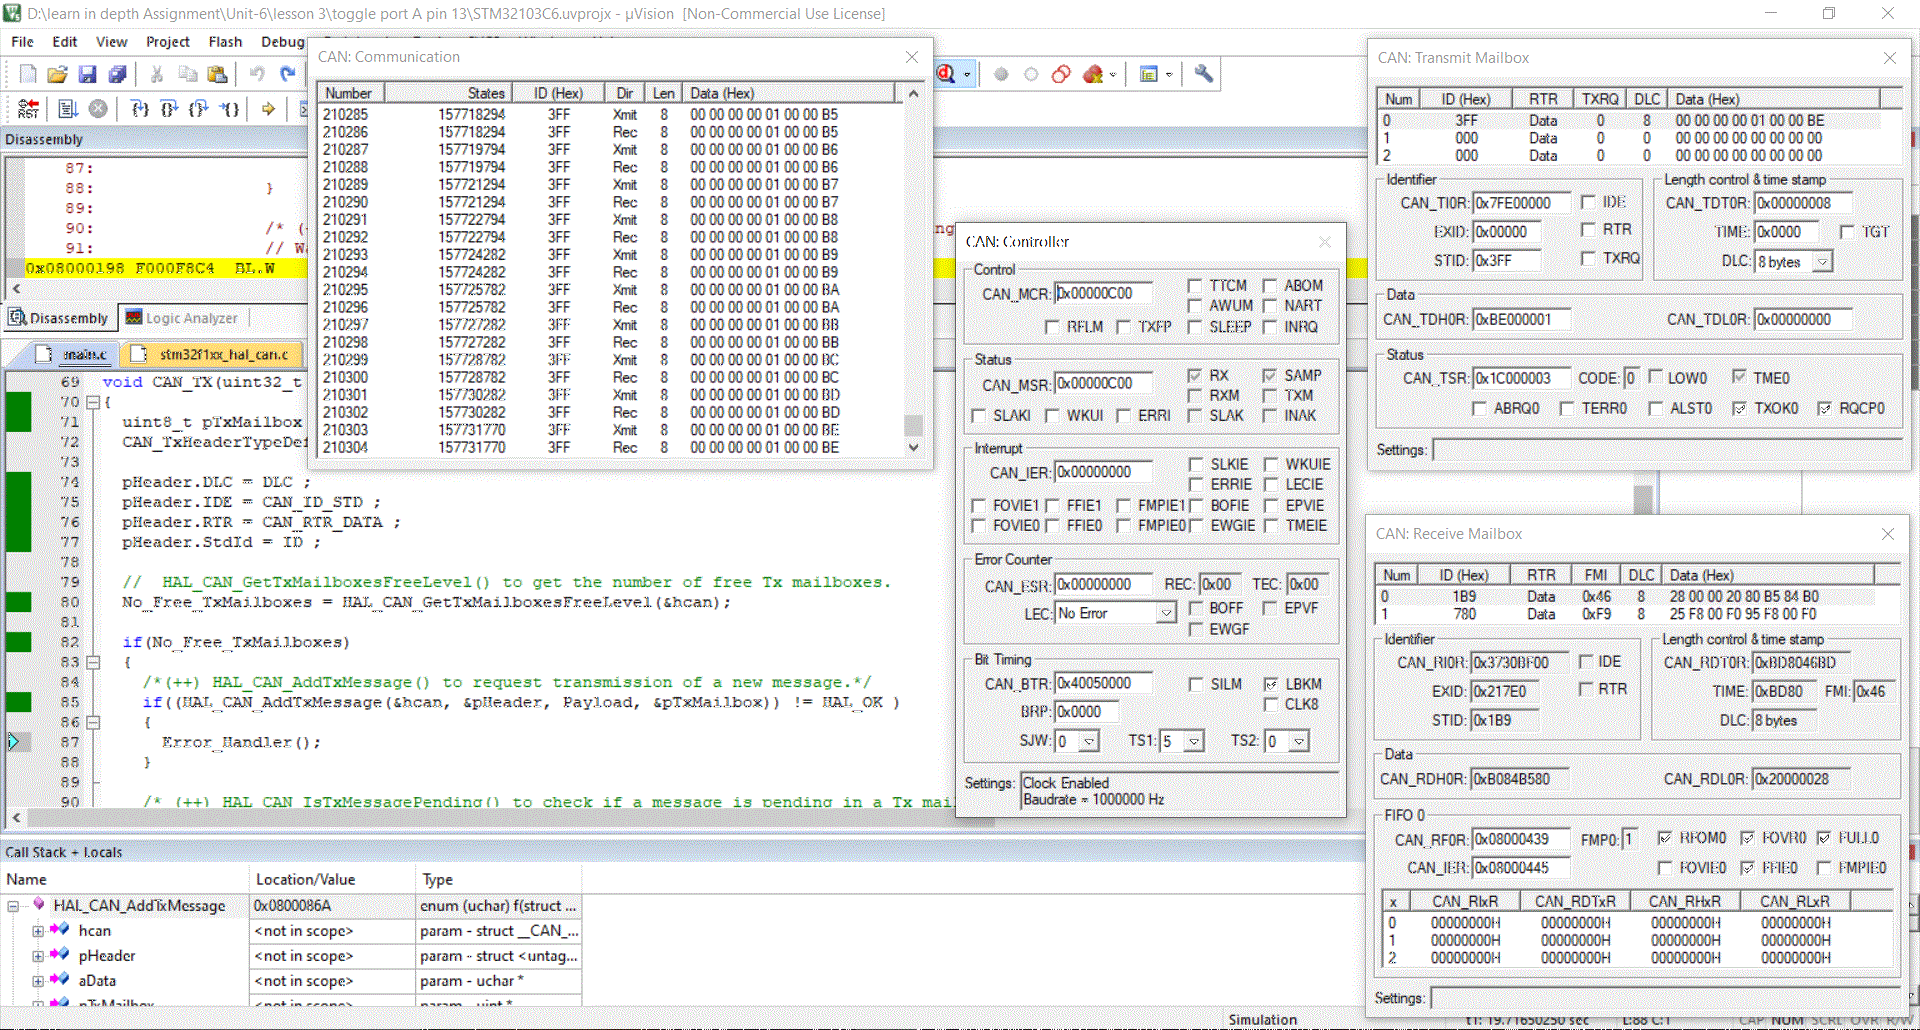 D:\learn in depth Assignment\Unit-6\lesson 3\toggle port A pin 13\STM32103C6.uvprojx - µVision [Non-Commercial Use License]
File Edit View Project Flash Debug
Disassembly
87:
88: }
89:
90: /* (
91: // Wa
0x08000198 F000F8C4 BL.W
Disassembly Logic Analyzer
main.c stm32f1xx_hal_can.c
69 void CAN_TX(uint32_t
70 {
71 uint8_t pTxMailbox
72 CAN_TxHeaderTypeDef
73
74 pHeader.DLC = DLC ;
75 pHeader.IDE = CAN_ID_STD ;
76 pHeader.RTR = CAN_RTR_DATA ;
77 pHeader.StdId = ID ;
78
79 // HAL_CAN_GetTxMailboxesFreeLevel() to get the number of free Tx mailboxes.
80 No_Free_TxMailboxes = HAL_CAN_GetTxMailboxesFreeLevel(&hcan);
81
82 if(No_Free_TxMailboxes)
83 {
84 /*(++) HAL_CAN_AddTxMessage() to request transmission of a new message.*/
85 if((HAL_CAN_AddTxMessage(&hcan, &pHeader, Payload, &pTxMailbox)) != HAL_OK )
86 {
87 Error_Handler();
88 }
89
90 /* (++) HAL_CAN_IsTxMessagePending() to check if a message is pending in a Tx mail
Call Stack + Locals
Name Location/Value Type
HAL_CAN_AddTxMessage 0x0800086A enum (uchar) f(struct ...
hcan <not in scope> param - struct __CAN_...
pHeader <not in scope> param - struct <untag...
aData <not in scope> param - uchar *
pTxMailbox <not in scope> param - uint *
CAN: Communication
Number States ID (Hex) Dir Len Data (Hex)
210285 157718294 3FF Xmit 8 00 00 00 00 01 00 00 B5
210286 157718294 3FF Rec 8 00 00 00 00 01 00 00 B5
210287 157719794 3FF Xmit 8 00 00 00 00 01 00 00 B6
210288 157719794 3FF Rec 8 00 00 00 00 01 00 00 B6
210289 157721294 3FF Xmit 8 00 00 00 00 01 00 00 B7
210290 157721294 3FF Rec 8 00 00 00 00 01 00 00 B7
210291 157722794 3FF Xmit 8 00 00 00 00 01 00 00 B8
210292 157722794 3FF Rec 8 00 00 00 00 01 00 00 B8
210293 157724282 3FF Xmit 8 00 00 00 00 01 00 00 B9
210294 157724282 3FF Rec 8 00 00 00 00 01 00 00 B9
210295 157725782 3FF Xmit 8 00 00 00 00 01 00 00 BA
210296 157725782 3FF Rec 8 00 00 00 00 01 00 00 BA
210297 157727282 3FF Xmit 8 00 00 00 00 01 00 00 BB
210298 157727282 3FF Rec 8 00 00 00 00 01 00 00 BB
210299 157728782 3FF Xmit 8 00 00 00 00 01 00 00 BC
210300 157728782 3FF Rec 8 00 00 00 00 01 00 00 BC
210301 157730282 3FF Xmit 8 00 00 00 00 01 00 00 BD
210302 157730282 3FF Rec 8 00 00 00 00 01 00 00 BD
210303 157731770 3FF Xmit 8 00 00 00 00 01 00 00 BE
210304 157731770 3FF Rec 8 00 00 00 00 01 00 00 BE
CAN: Controller
Control
CAN_MCR: 0x00000C00 TTCM ABOM
AWUM NART
RFLM TXFP SLEEP INRQ
Status
CAN_MSR: 0x00000C00 RX SAMP
RXM TXM
SLAKI WKUI ERRI SLAK INAK
Interrupt
CAN_IER: 0x00000000 SLKIE WKUIE
ERRIE LECIE
FOVIE1 FFIE1 FMPIE1 BOFIE EPVIE
FOVIE0 FFIE0 FMPIE0 EWGIE TMEIE
Error Counter
CAN_ESR: 0x00000000 REC: 0x00 TEC: 0x00
LEC: No Error BOFF EPVF
EWGF
Bit Timing
CAN_BTR: 0x40050000 SILM LBKM
BRP: 0x0000 CLK8
SJW: 0 TS1: 5 TS2: 0
Settings: Clock Enabled
Baudrate = 1000000 Hz
CAN: Transmit Mailbox
Num ID (Hex) RTR TXRQ DLC Data (Hex)
0 3FF Data 0 8 00 00 00 00 01 00 00 BE
1 000 Data 0 0 00 00 00 00 00 00 00 00
2 000 Data 0 0 00 00 00 00 00 00 00 00
Identifier Length control & time stamp
CAN_TI0R: 0x7FE00000 IDE CAN_TDT0R: 0x00000008
EXID: 0x00000 RTR TIME: 0x0000 TGT
STID: 0x3FF TXRQ DLC: 8 bytes
Data
CAN_TDH0R: 0xBE000001 CAN_TDL0R: 0x00000000
Status
CAN_TSR: 0x1C000003 CODE: 0 LOW0 TME0
ABRQ0 TERR0 ALST0 TXOK0 RQCP0
Settings:
CAN: Receive Mailbox
Num ID (Hex) RTR FMI DLC Data (Hex)
0 1B9 Data 0x46 8 28 00 00 20 80 B5 84 B0
1 780 Data 0xF9 8 25 F8 00 F0 95 F8 00 F0
Identifier Length control & time stamp
CAN_RI0R: 0x3730BF00 IDE CAN_RDT0R: 0xBD8046BD
EXID: 0x217E0 RTR TIME: 0xBD80 FMI: 0x46
STID: 0x1B9 DLC: 8 bytes
Data
CAN_RDH0R: 0xB084B580 CAN_RDL0R: 0x20000028
FIFO 0
CAN_RF0R: 0x08000439 FMP0: 1 RFOM0 FOVR0 FULL0
CAN_IER: 0x08000445 FOVIE0 FFIE0 FMPIE0
x CAN_RIxR CAN_RDTxR CAN_RHxR CAN_RLxR
0 00000000H 00000000H 00000000H 00000000H
1 00000000H 00000000H 00000000H 00000000H
2 00000000H 00000000H 00000000H 00000000H
Settings:
Simulation t1: 19.71650250 sec L:88 C:1 CAP NUM SCRL OVR R/W